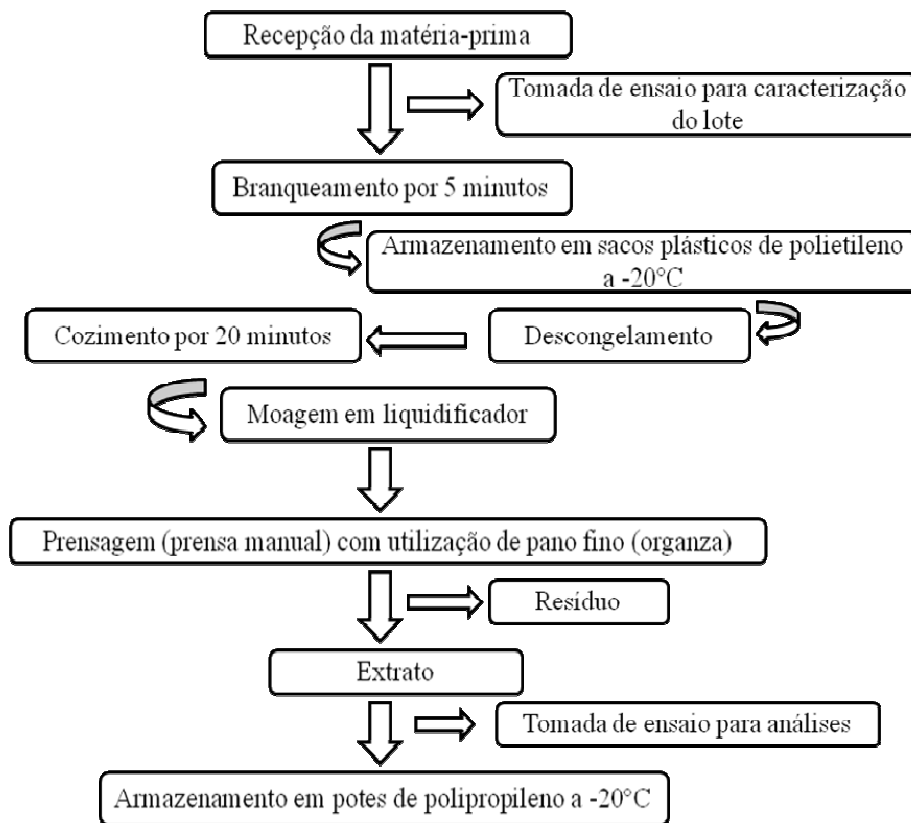 Recepção da matéria-prima
Tomada de ensaio para caracterização
do lote
Branqueamento por 5 minutos
Armazenamento em sacos plásticos de polietileno
a -20°C
Cozimento por 20 minutos
Descongelamento
Moagem em liquidificador
Prensagem (prensa manual) com utilização de pano fino (organza)
Resíduo
Extrato
Tomada de ensaio para análises
Armazenamento em potes de polipropileno a -20°C